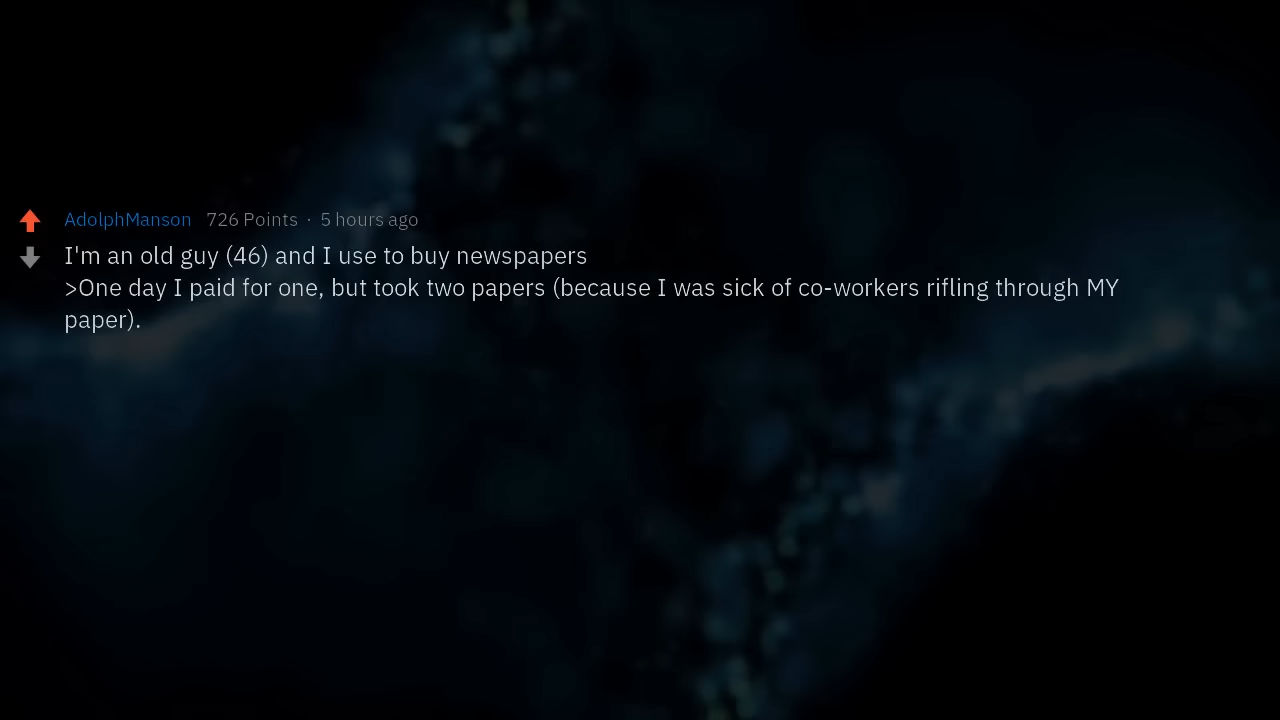 AdolphManson 726 Points · 5 hours ago
I'm an old guy (46) and I use to buy newspapers
>One day I paid for one, but took two papers (because I was sick of co-workers rifling through MY
paper).